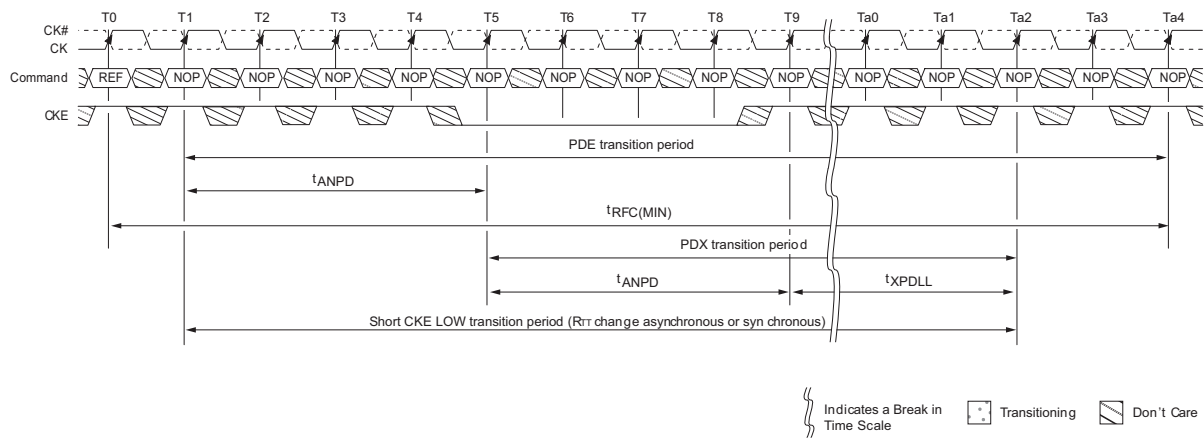 T0 T1 T2 T3 T4 T5 T6 T7 T8 T9 Ta0 Ta1 Ta2 Ta3 Ta4
CK#
CK
Command REF NOP NOP NOP NOP NOP NOP NOP NOP NOP NOP NOP NOP NOP NOP
CKE
PDE transition period
tANPD
tRFC(MIN)
PDX transition period
tANPD tXPDLL
Short CKE LOW transition period (RTT change asynchronous or syn chronous)
Indicates a Break in
Time Scale
Transitioning
Don't Care